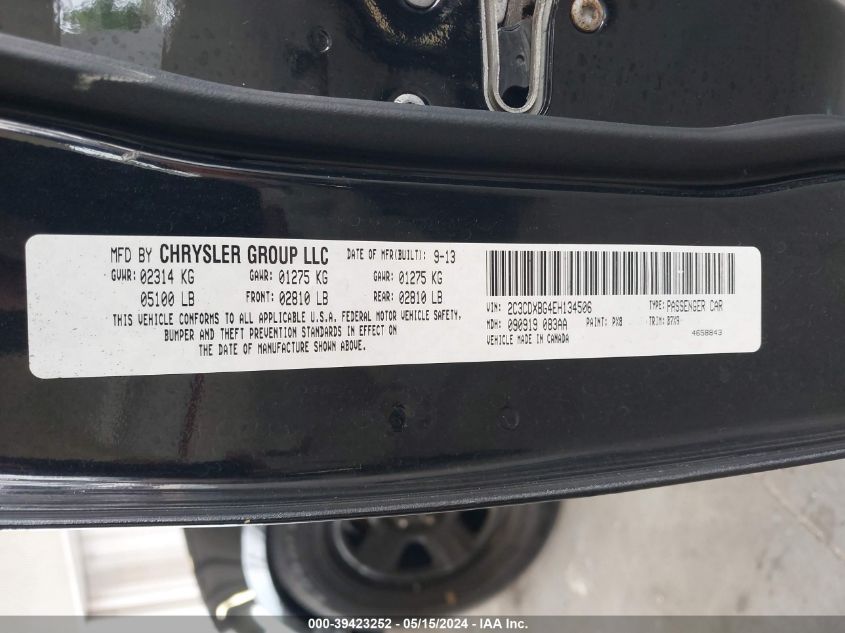 MFD BY CHRYSLER GROUP LLC DATE OF MFR(BUILT): 9-13
GVWR: 02314 KG GAWR: 01275 KG GAWR: 01275 KG
05100 LB FRONT: 02810 LB REAR: 02810 LB
THIS VEHICLE CONFORMS TO ALL APPLICABLE U.S.A. FEDERAL MOTOR VEHICLE SAFETY,
BUMPER AND THEFT PREVENTION STANDARDS IN EFFECT ON
THE DATE OF MANUFACTURE SHOWN ABOVE.
VIN: 2C3CDXBG4EH134506 TYPE: PASSENGER CAR
MDH: 090919 083AA PAINT: PX8 TRIM: B7X9
VEHICLE MADE IN CANADA 4658843
000-39423252 - 05/15/2024 - IAA Inc.